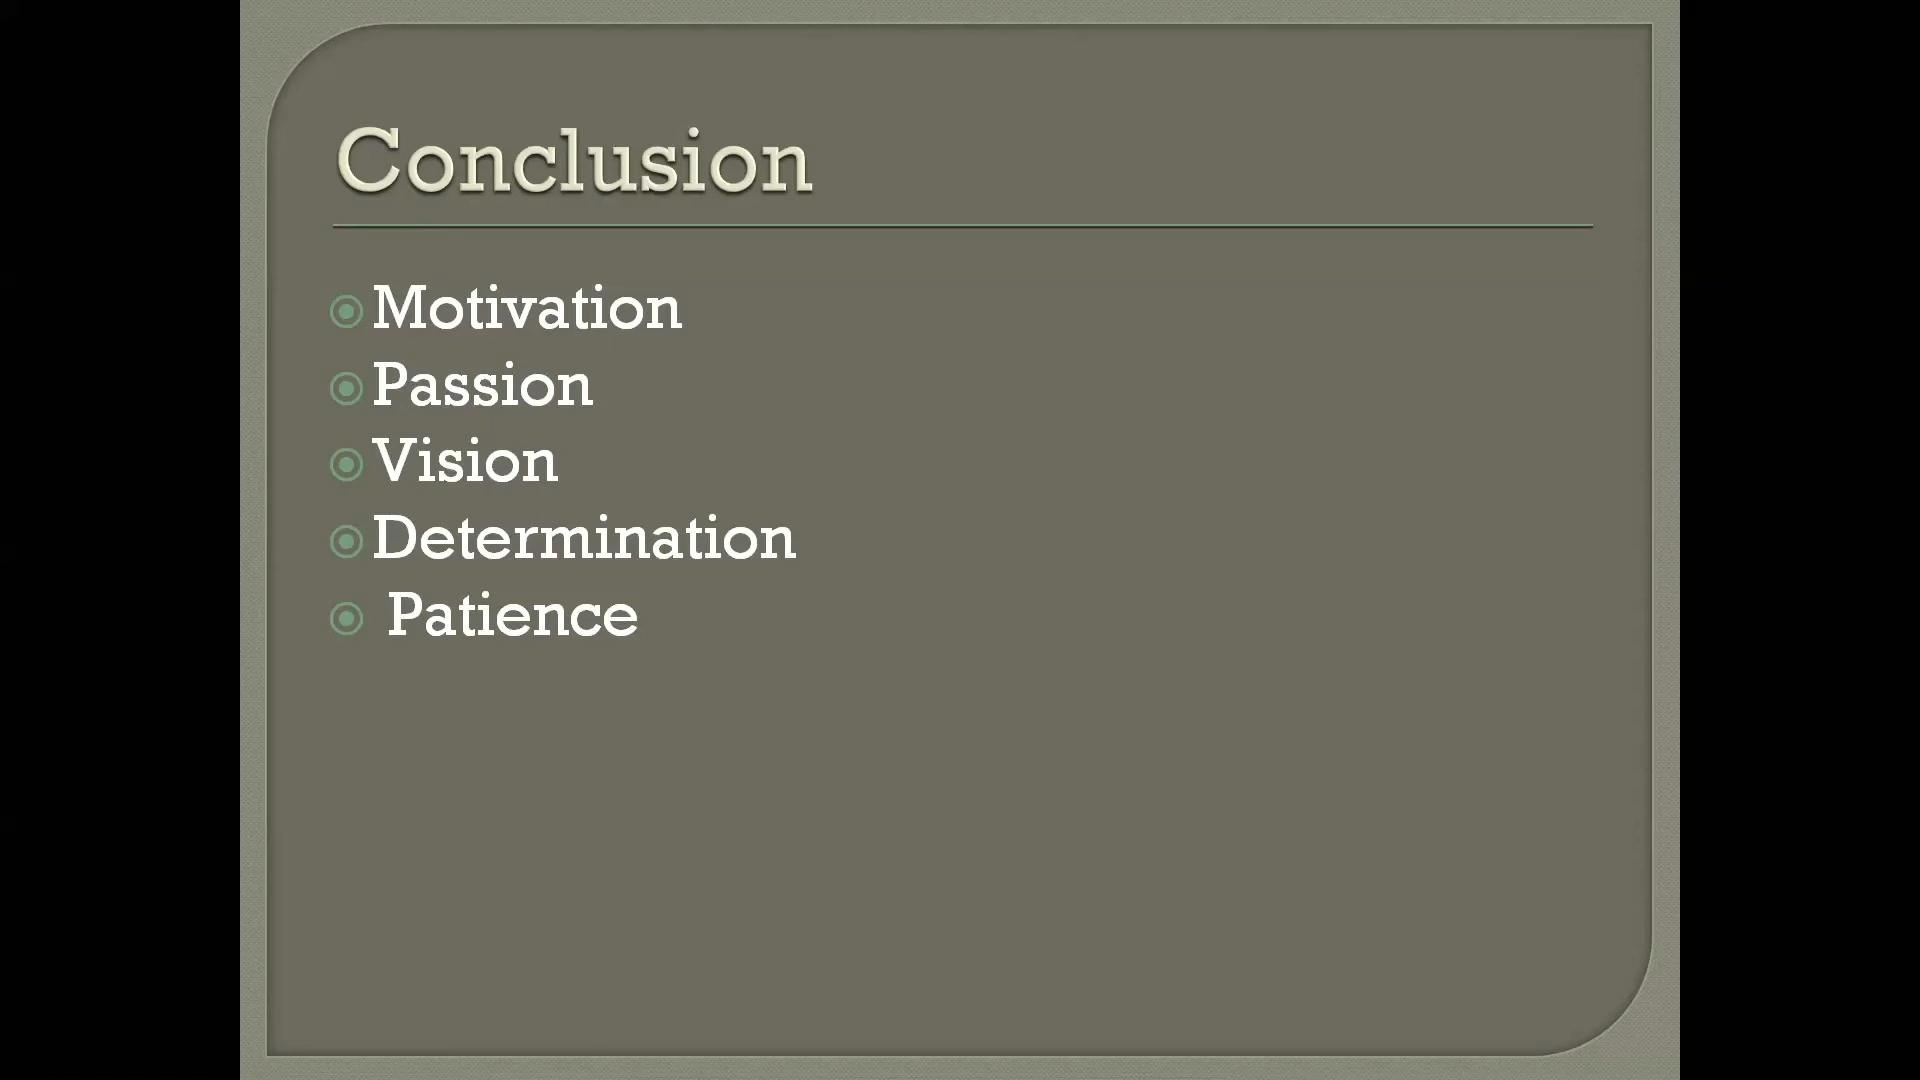 Conclusion
Motivation
Passion
Vision
Determination
Patience